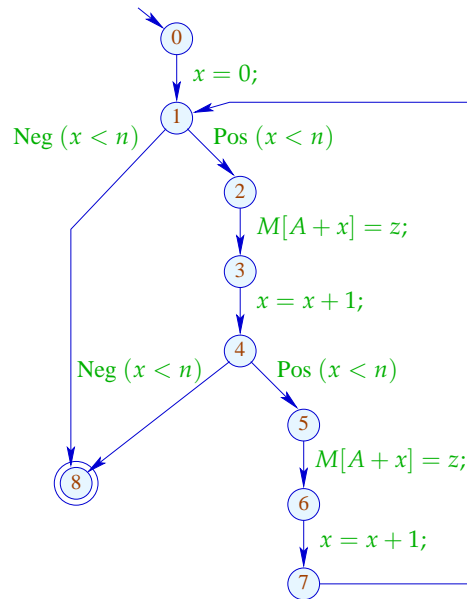 0
x = 0;
1
Neg (x < n) Pos (x < n)
2
M[A + x] = z;
3
x = x + 1;
4
Neg (x < n) Pos (x < n)
5
M[A + x] = z;
8
6
x = x + 1;
7